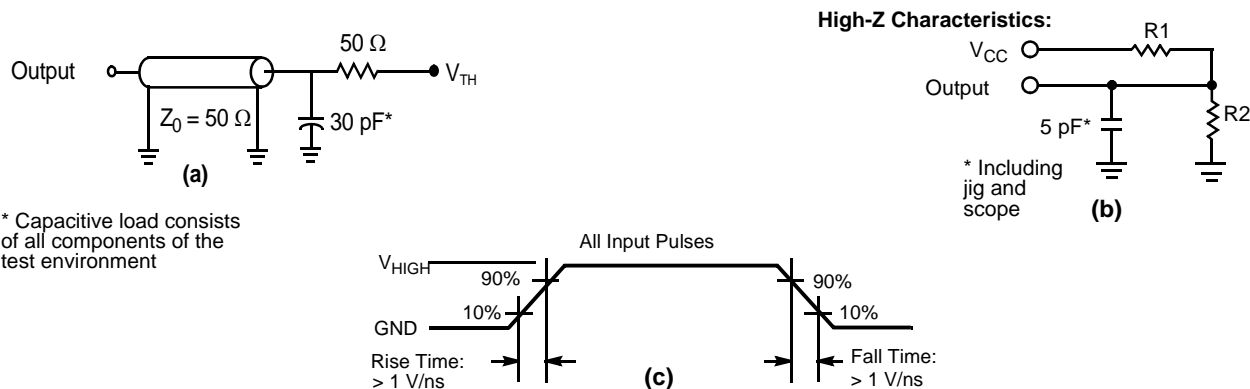 High-Z Characteristics:
50 Ω
Output
V_TH
Z_0 = 50 Ω
30 pF*
(a)
* Capacitive load consists
of all components of the
test environment
R1
V_CC
Output
R2
5 pF*
* Including
jig and
scope
(b)
All Input Pulses
V_HIGH
90%
90%
10%
10%
GND
Rise Time:
> 1 V/ns
(c)
Fall Time:
> 1 V/ns